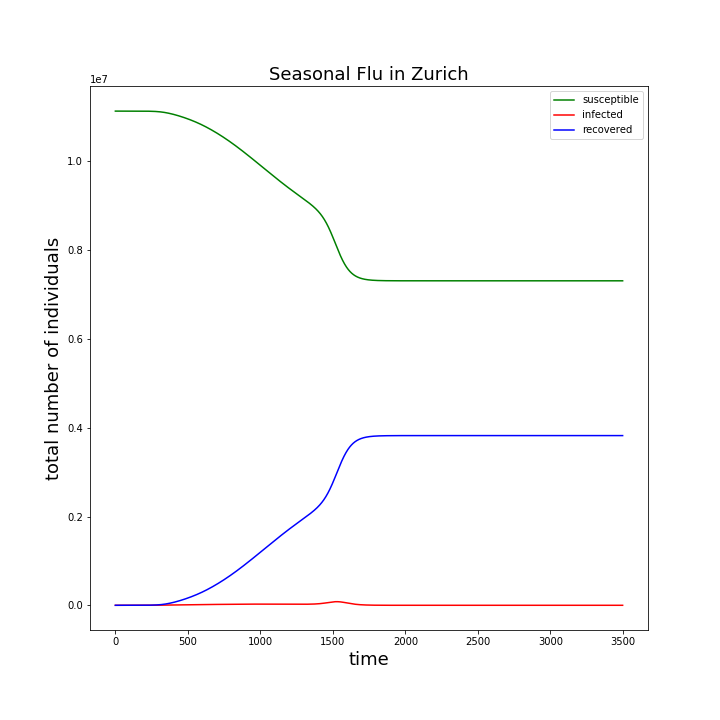 Seasonal Flu in Zurich
1e7
susceptible
infected
recovered
1.0
0.8
0.6
0.4
0.2
0.0
total number of individuals
0 500 1000 1500 2000 2500 3000 3500
time